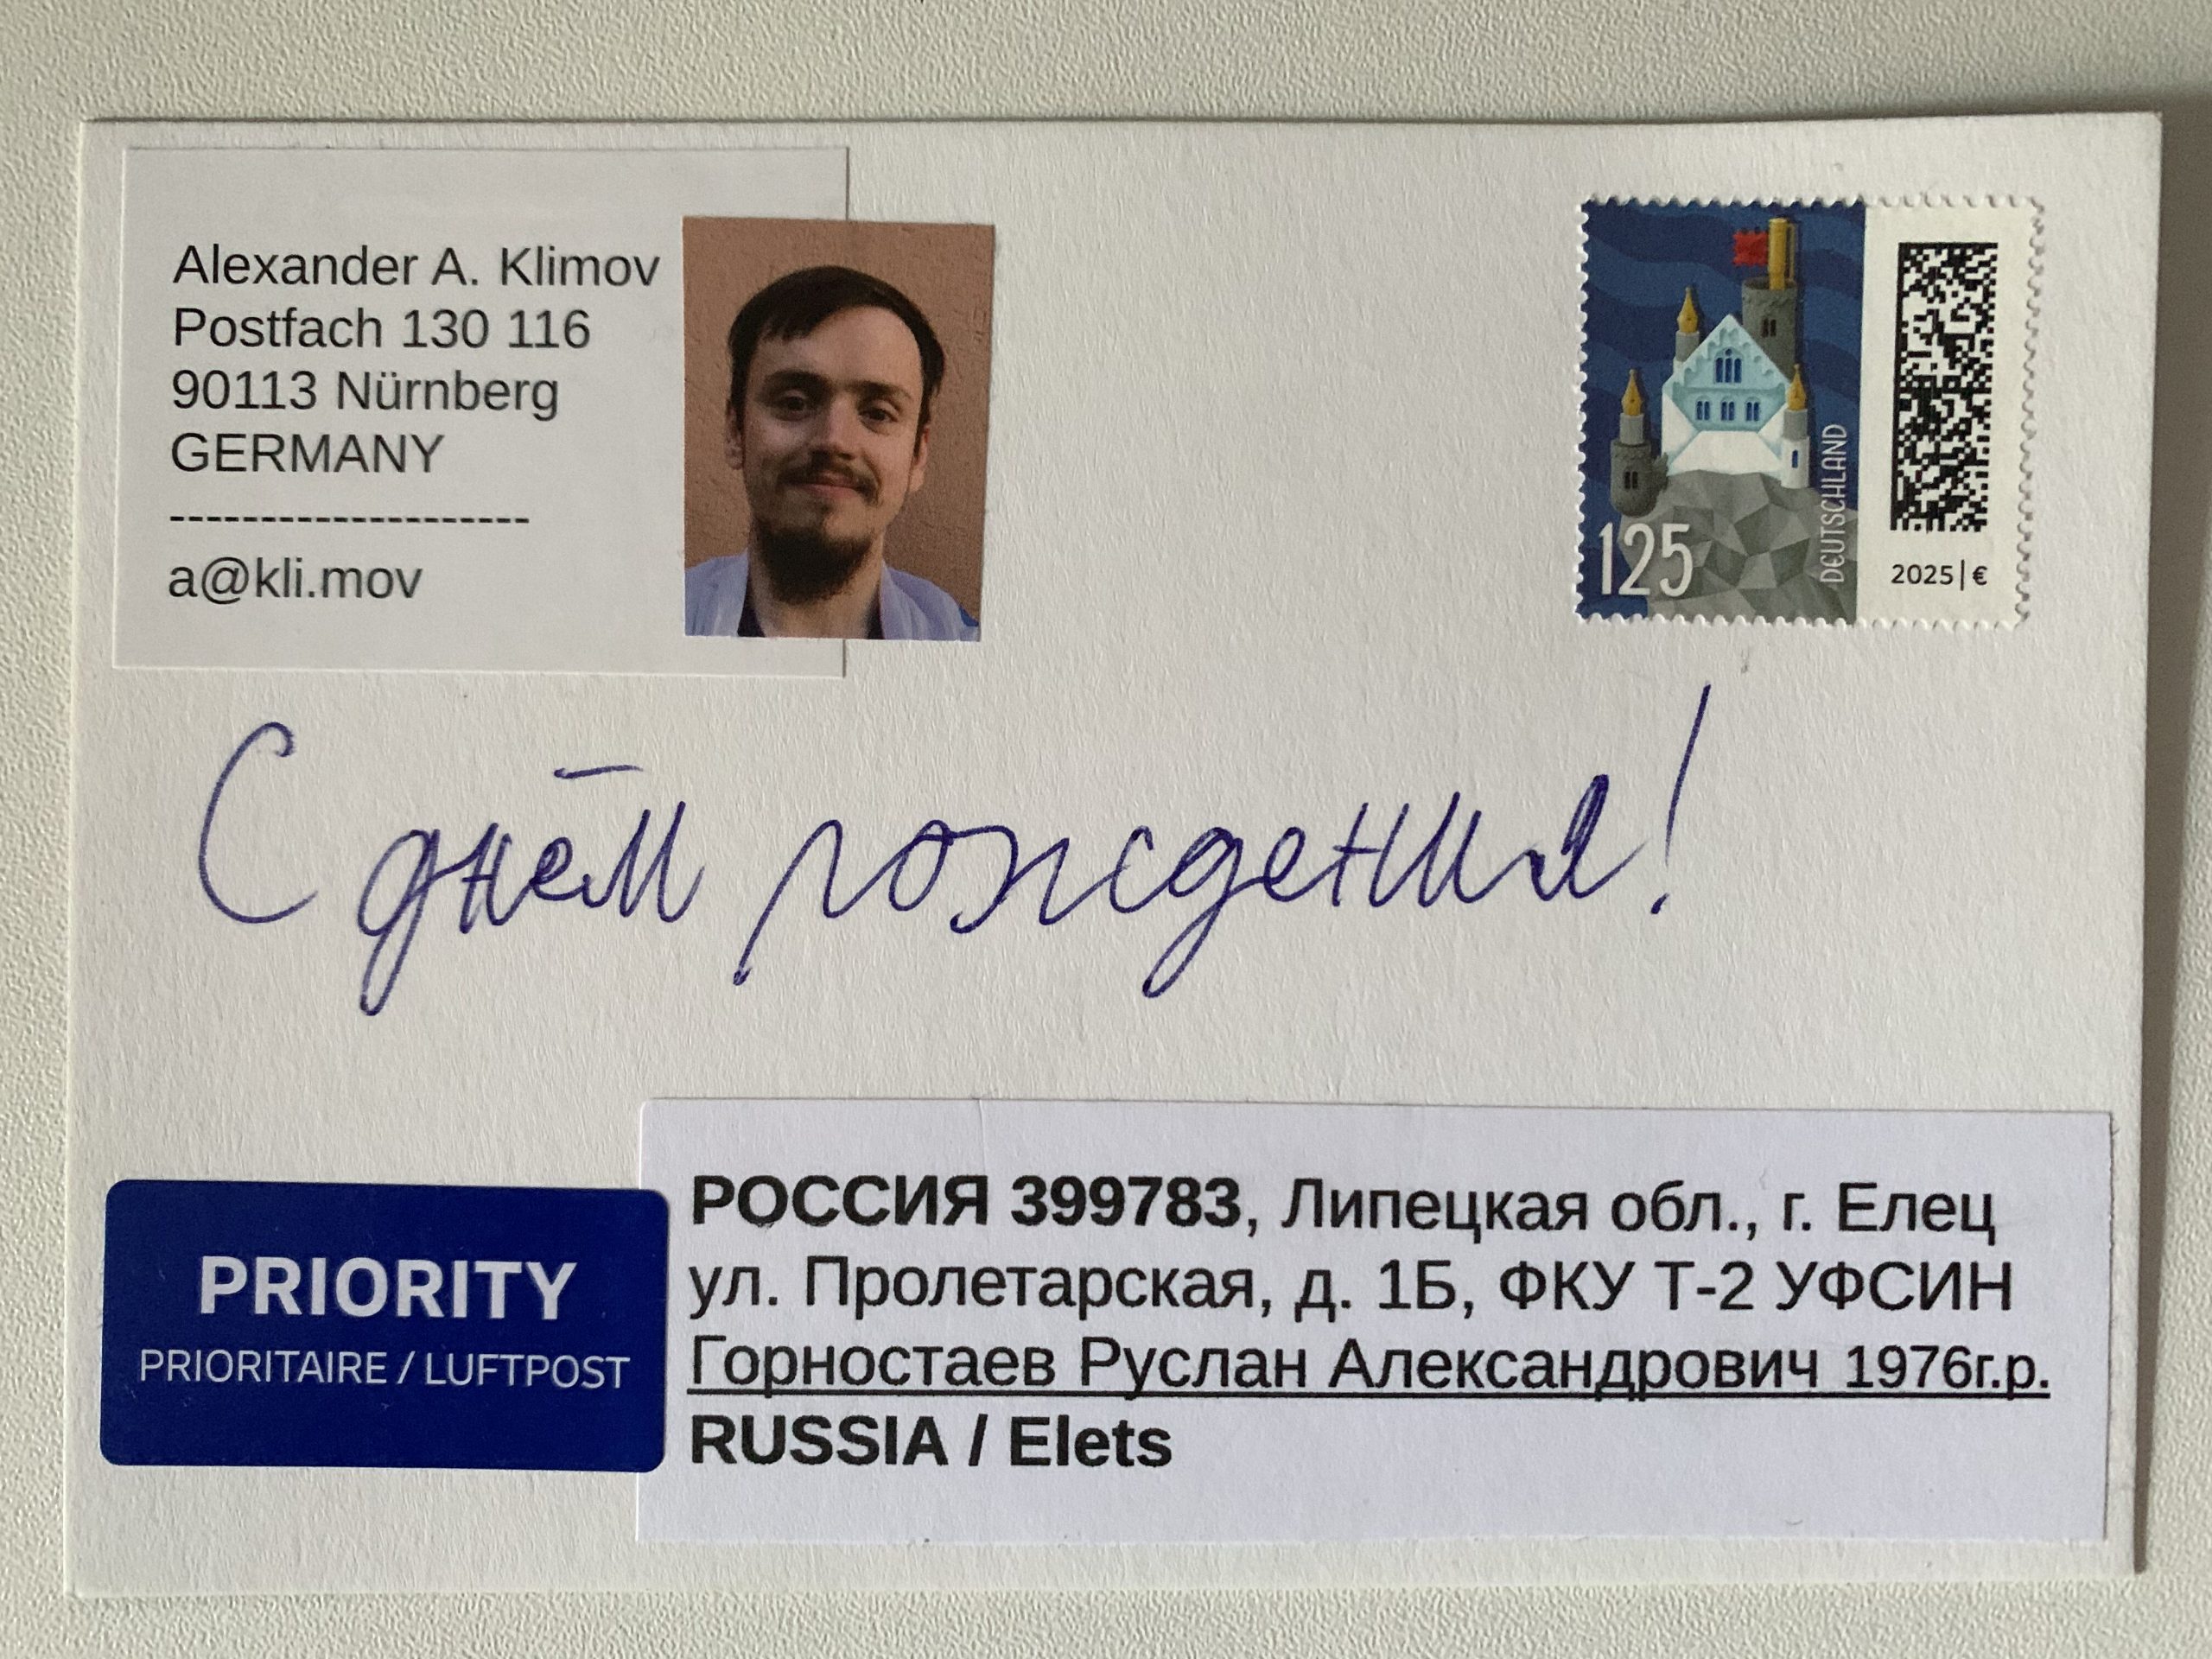 Alexander A. Klimov
Postfach 130 116
90113 Nürnberg
GERMANY
--------------------
a@kli.mov
125
DEUTSCHLAND
2025|€
С днём рождения!
PRIORITY
PRIORITAIRE / LUFTPOST
РОССИЯ 399783, Липецкая обл., г. Елец
ул. Пролетарская, д. 1Б, ФКУ Т-2 УФСИН
Горностаев Руслан Александрович 1976г.р.
RUSSIA / Elets